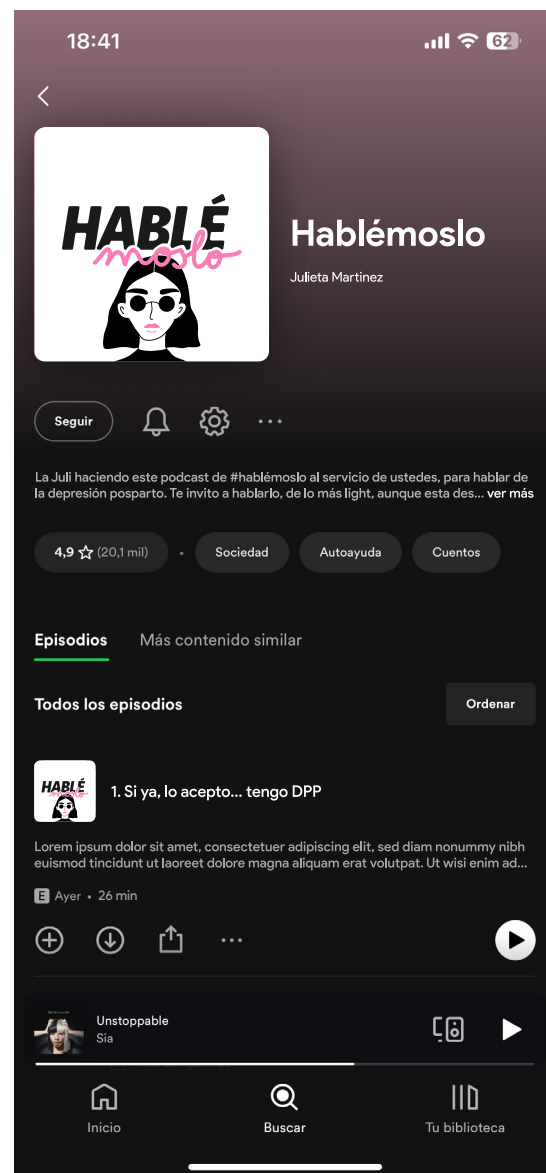 18:41
62
HABLÉ
moslo
Hablémoslo
Julieta Martinez
Seguir
La Juli haciendo este podcast de #hablémoslo al servicio de ustedes, para hablar de
la depresión posparto. Te invito a hablarlo, de lo más light, aunque esta des... ver más
4,9 (20,1 mil) • Sociedad Autoayuda Cuentos
Episodios Más contenido similar
Todos los episodios Ordenar
HABLÉ
moslo
1. Si ya, lo acepto... tengo DPP
Lorem ipsum dolor sit amet, consectetuer adipiscing elit, sed diam nonummy nibh
euismod tincidunt ut laoreet dolore magna aliquam erat volutpat. Ut wisi enim ad...
E Ayer • 26 min
Unstoppable
Sia
Inicio Buscar Tu biblioteca